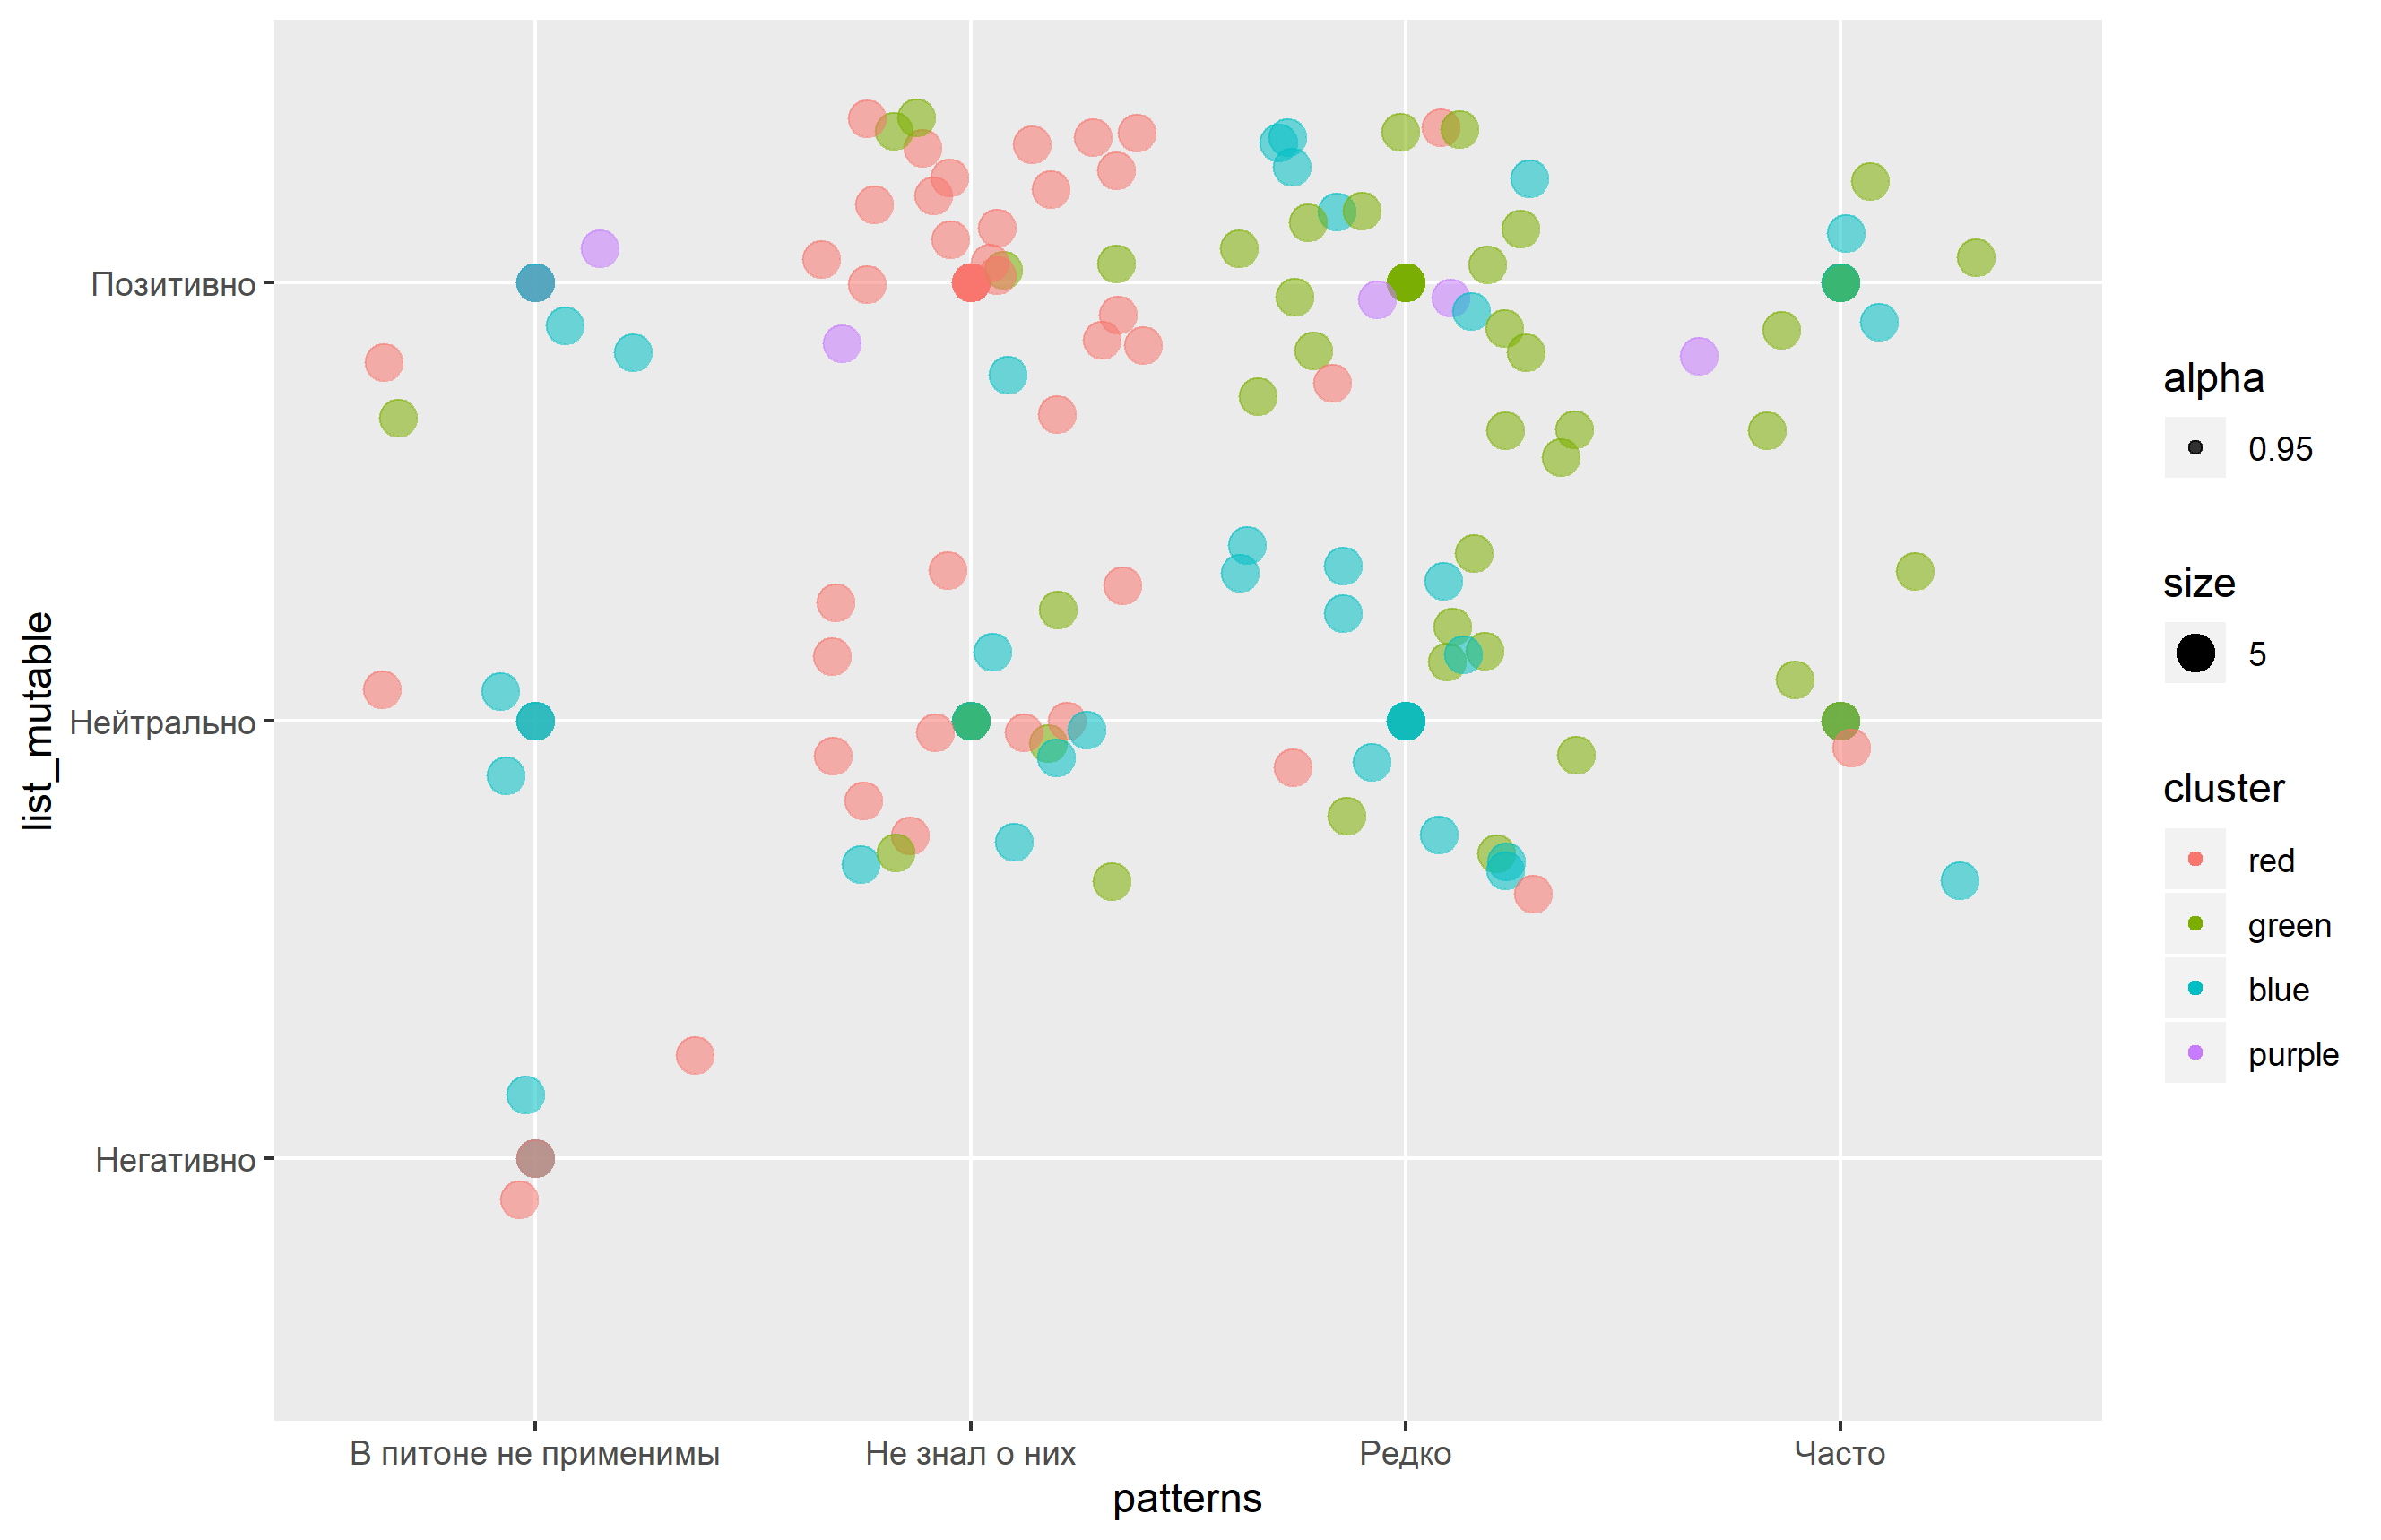 Позитивно
Нейтрально
Негативно
list_mutable
В питоне не применимы
Не знал о них
Редко
Часто
patterns
alpha
0.95
size
5
cluster
red
green
blue
purple